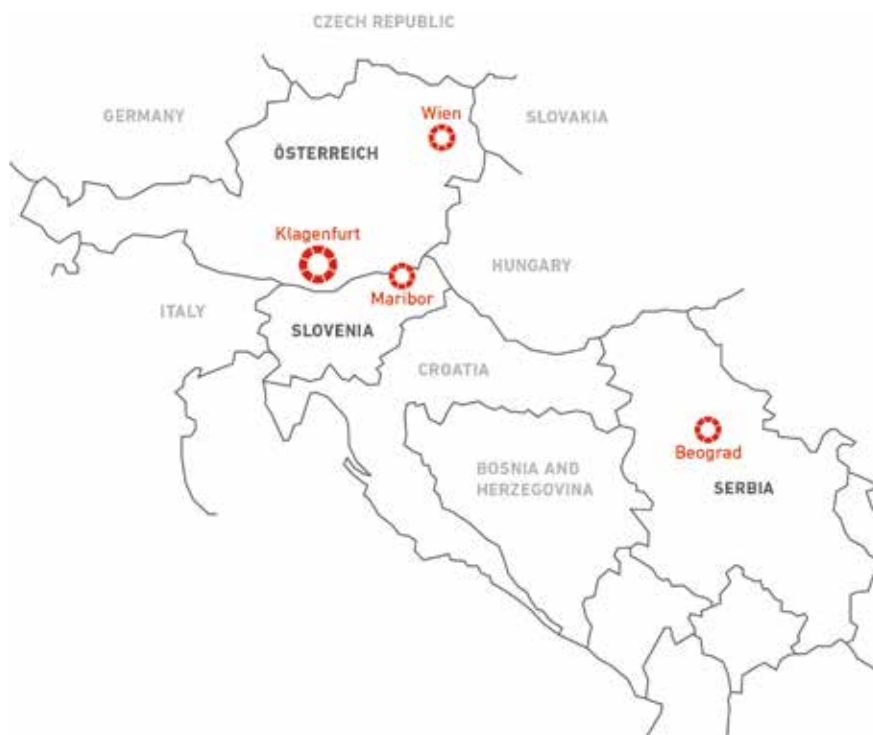 CZECH REPUBLIC
GERMANY
Wien
SLOVAKIA
ÖSTERREICH
Klagenfurt
HUNGARY
Maribor
ITALY
SLOVENIA
CROATIA
Beograd
BOSNIA AND
HERZEGOVINA
SERBIA